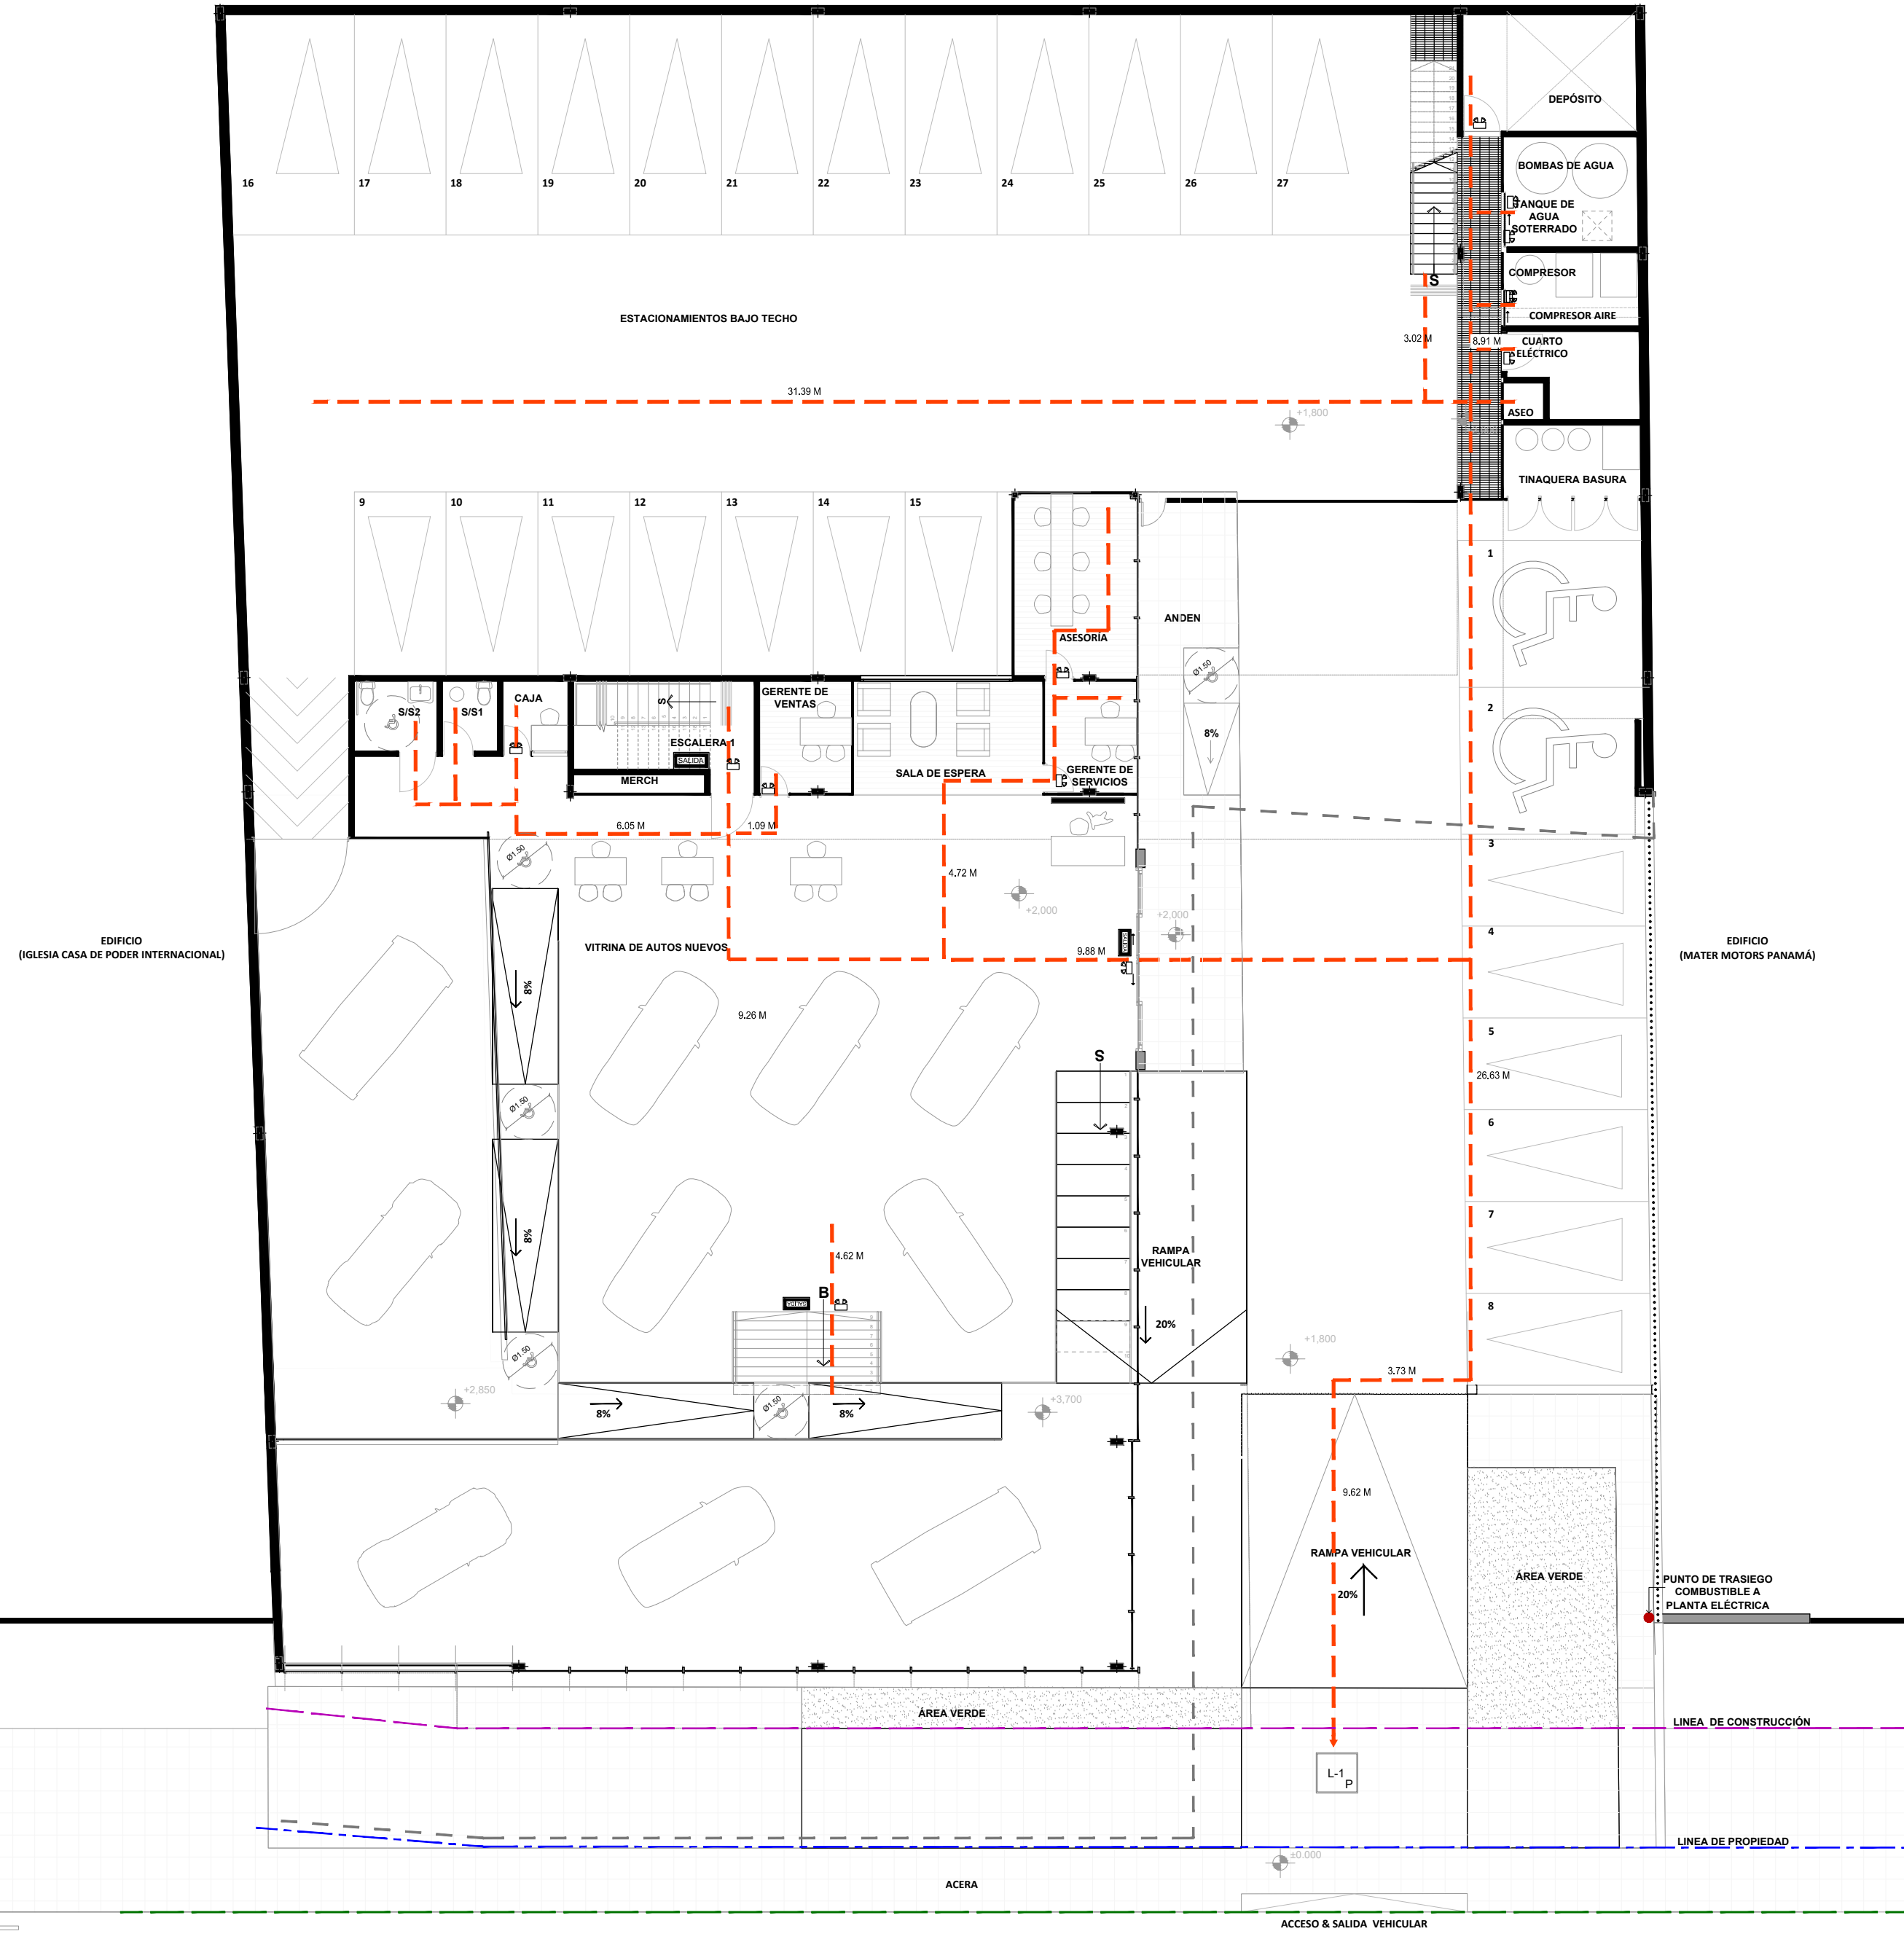 DEPÓSITO
BOMBAS DE AGUA
16
17
18
19
20
21
22
23
24
25
26
27
TANQUE DE
AGUA
SOTERRADO
COMPRESOR
S
COMPRESOR AIRE
ESTACIONAMIENTOS BAJO TECHO
3.02 M
8.91 M
CUARTO
ELÉCTRICO
31.39 M
+1,800
ASEO
TINAQUERA BASURA
9
10
11
12
13
14
15
1
ANDEN
ASESORÍA
Ø1.50
S/S2
S/S1
CAJA
S
GERENTE DE
VENTAS
2
8%
ESCALERA 1
SALIDA
MERCH
SALA DE ESPERA
GERENTE DE
SERVICIOS
6.05 M
1.09 M
3
Ø1.50
4.72 M
+2,000
+2,000
4
EDIFICIO
(IGLESIA CASA DE PODER INTERNACIONAL)
VITRINA DE AUTOS NUEVOS
9.88 M
SALIDA
EDIFICIO
(MATER MOTORS PANAMÁ)
8%
9.26 M
5
S
26.63 M
Ø1.50
6
7
8%
4.62 M
RAMPA
VEHICULAR
B
SALIDA
8
20%
+1,800
Ø1.50
3.73 M
+2,850
8%
Ø1.50
8%
+3,700
9.62 M
RAMPA VEHICULAR
20%
ÁREA VERDE
PUNTO DE TRASIEGO
COMBUSTIBLE A
PLANTA ELÉCTRICA
ÁREA VERDE
LINEA DE CONSTRUCCIÓN
L-1
P
LINEA DE PROPIEDAD
±0.000
ACERA
ACCESO & SALIDA VEHICULAR